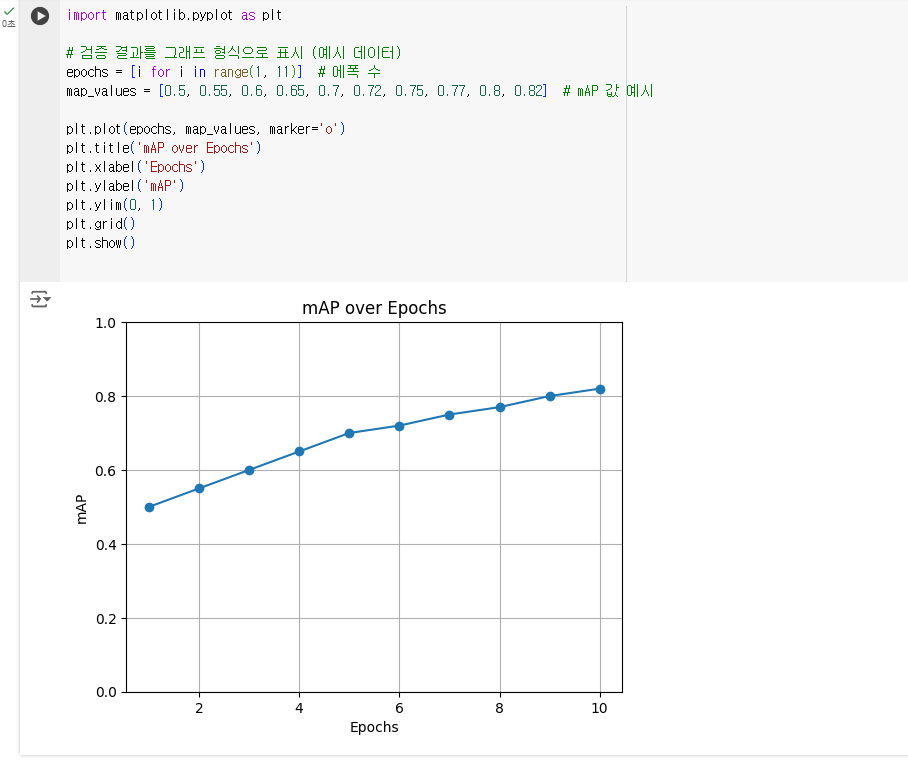 import matplotlib.pyplot as plt
0초
# 검증 결과를 그래프 형식으로 표시 (예시 데이터)
epochs = [i for i in range(1, 11)]  # 에폭 수
map_values = [0.5, 0.55, 0.6, 0.65, 0.7, 0.72, 0.75, 0.77, 0.8, 0.82]  # mAP 값 예시
plt.plot(epochs, map_values, marker='o')
plt.title('mAP over Epochs')
plt.xlabel('Epochs')
plt.ylabel('mAP')
plt.ylim(0, 1)
plt.grid()
plt.show()
mAP over Epochs
1.0
0.8
0.6
mAP
0.4
0.2
0.0
2 4 6 8 10
Epochs